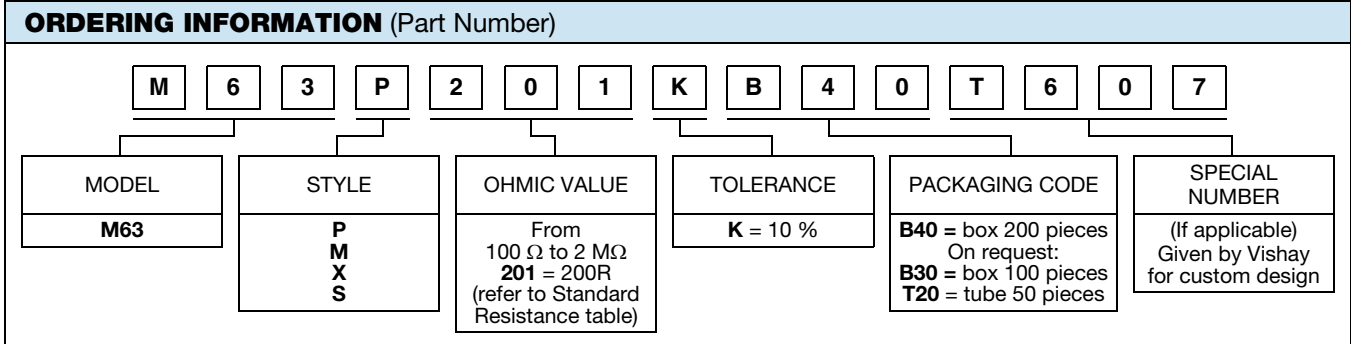 ORDERING INFORMATION (Part Number)
M 6 3 P 2 0 1 K B 4 0 T 6 0 7
MODEL
M63
STYLE
P
M
X
S
OHMIC VALUE
From
100 Ω to 2 MΩ
201 = 200R
(refer to Standard
Resistance table)
TOLERANCE
K = 10 %
PACKAGING CODE
B40 = box 200 pieces
On request:
B30 = box 100 pieces
T20 = tube 50 pieces
SPECIAL
NUMBER
(If applicable)
Given by Vishay
for custom design